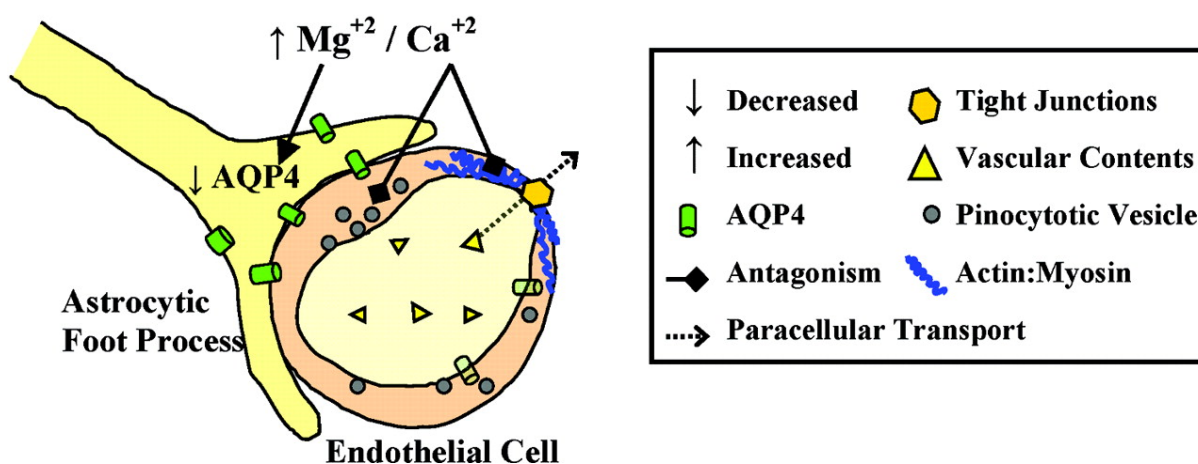 ↑ Mg+2 / Ca+2
↓ AQP4
Astrocytic
Foot Process
Endothelial Cell
↓ Decreased
↑ Increased
AQP4
Antagonism
Paracellular Transport
Tight Junctions
Vascular Contents
Pinocytotic Vesicle
Actin:Myosin